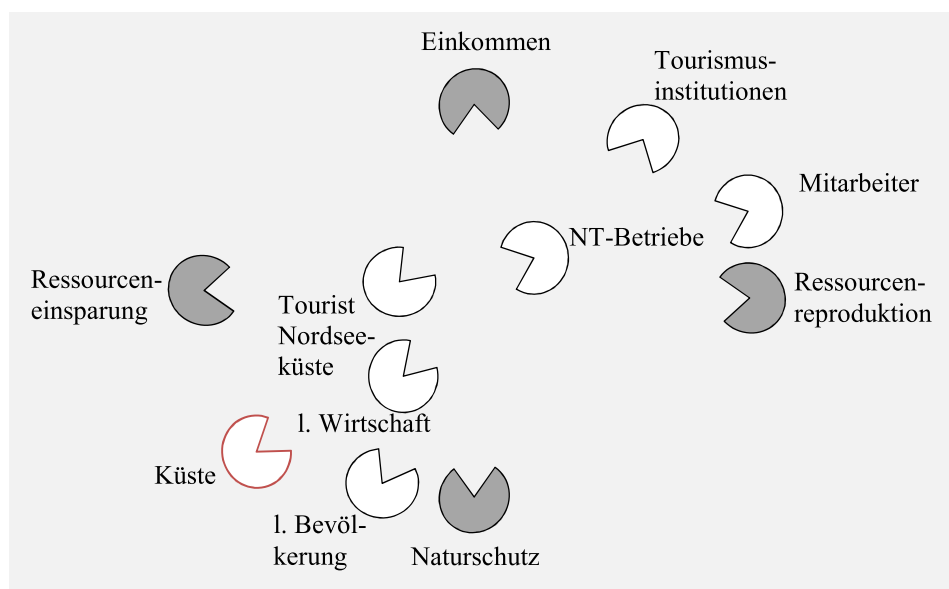 Einkommen
Tourismus-
institutionen
Mitarbeiter
NT-Betriebe
Ressourcen-
einsparung
Ressourcen-
reproduktion
Tourist
Nordsee-
küste
l. Wirtschaft
Küste
l. Bevöl-
kerung
Naturschutz